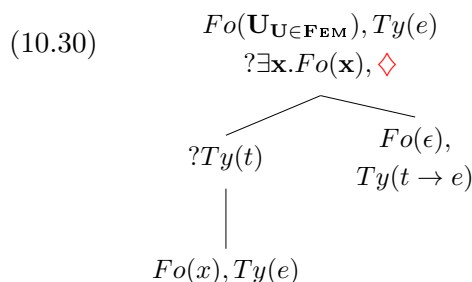 (10.30)
Fo(U_{U∈FEM}), Ty(e)
?∃x.Fo(x), ♢
?Ty(t)
Fo(ϵ),
Ty(t → e)
Fo(x), Ty(e)